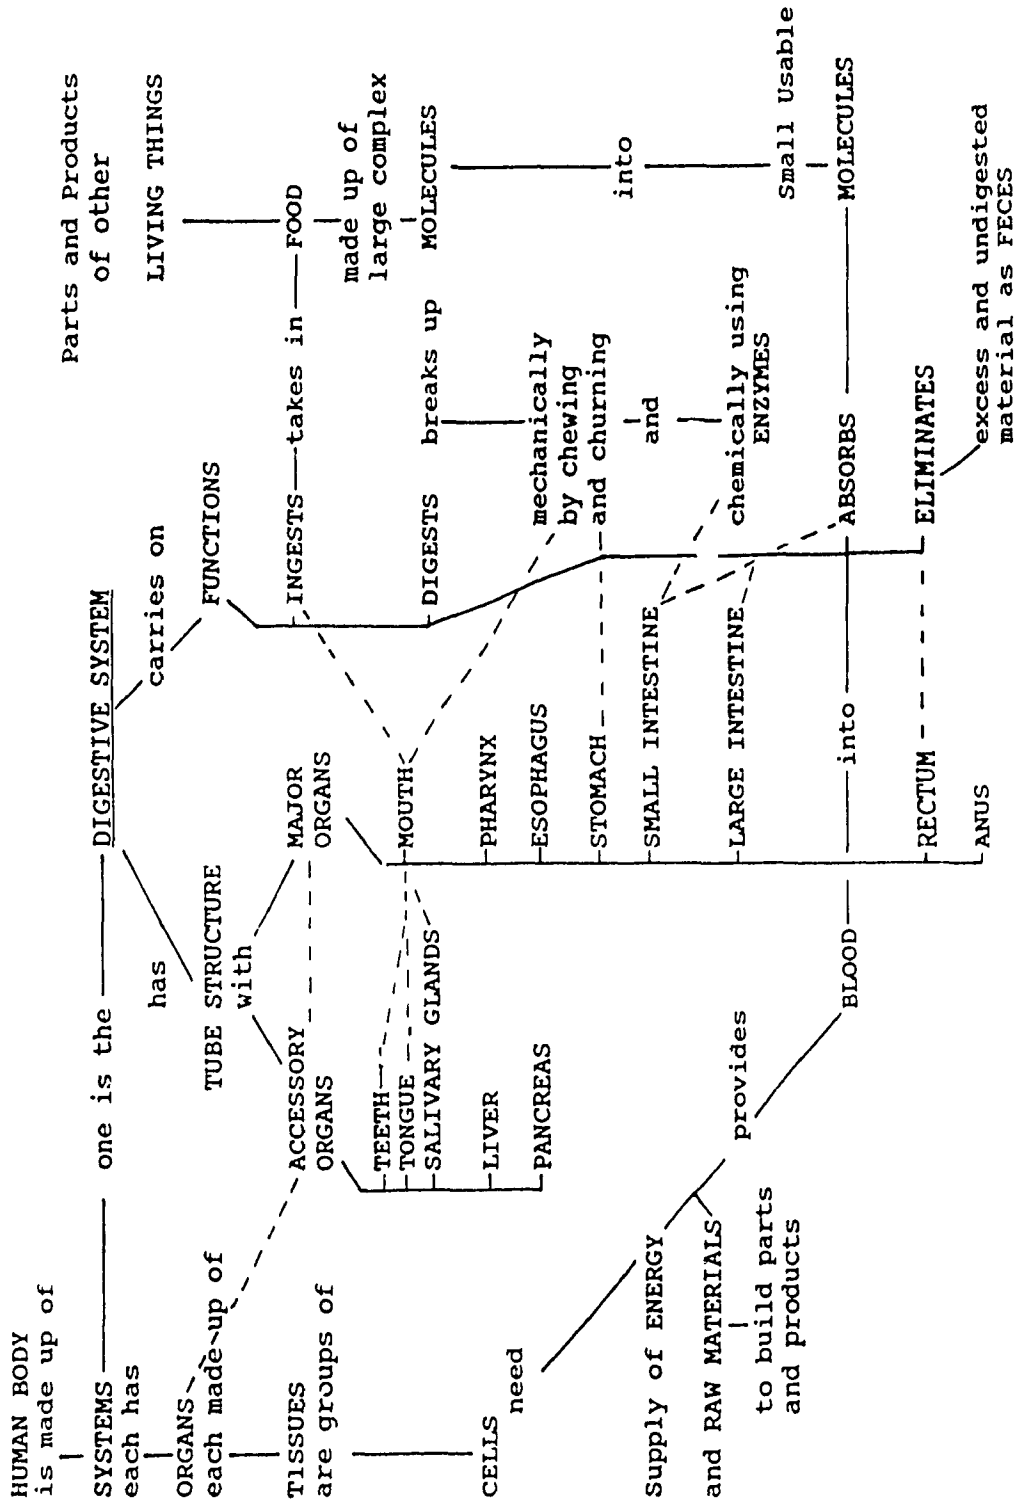 HUMAN BODY
is made up of
SYSTEMS
each has
ORGANS
each made up of
TISSUES
are groups of
CELLS
need
Supply of ENERGY
and RAW MATERIALS
to build parts
and products
provides
BLOOD
one is the
DIGESTIVE SYSTEM
has
TUBE STRUCTURE
with
ACCESSORY
ORGANS
TEETH
TONGUE
SALIVARY GLANDS
LIVER
PANCREAS
MAJOR
ORGANS
MOUTH
PHARYNX
ESOPHAGUS
STOMACH
SMALL INTESTINE
LARGE INTESTINE
into
RECTUM
ANUS
carries on
FUNCTIONS
INGESTS
takes in
FOOD
DIGESTS
breaks up
mechanically
by chewing
and churning
and
chemically using
ENZYMES
ABSORBS
ELIMINATES
excess and undigested
material as FECES
Parts and Products
of other
LIVING THINGS
made up of
large complex
MOLECULES
into
Small Usable
MOLECULES